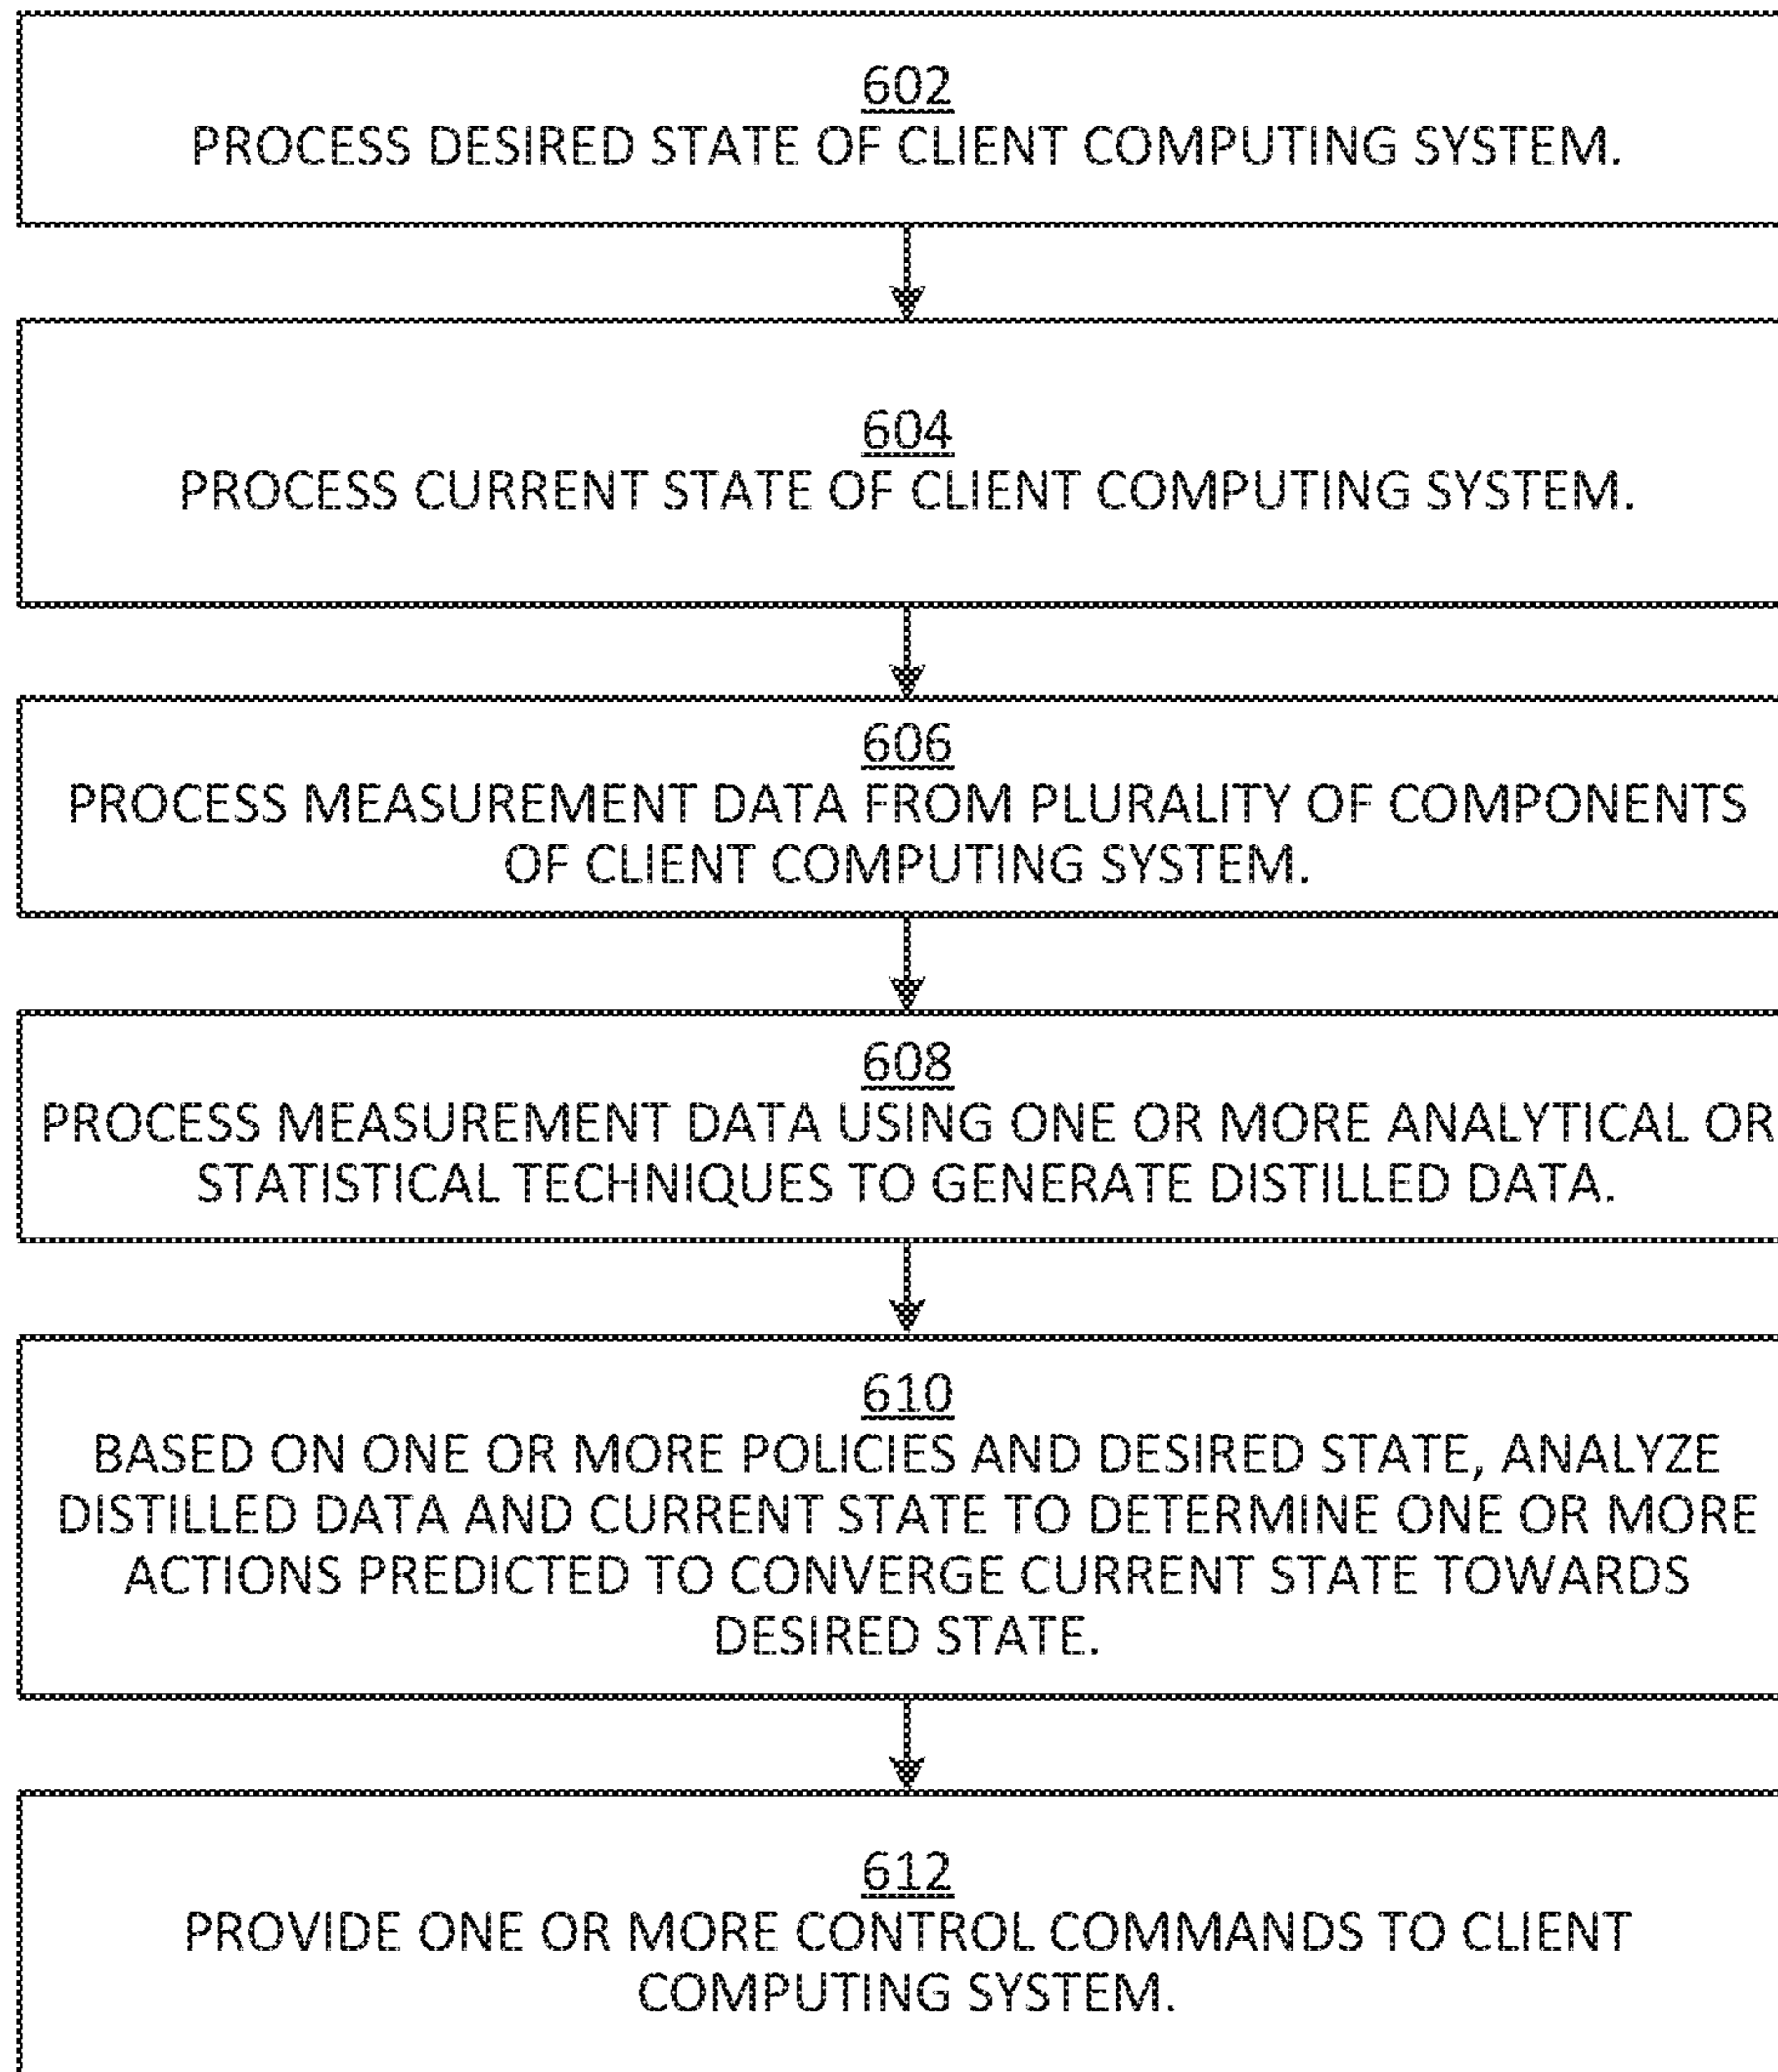 602
PROCESS DESIRED STATE OF CLIENT COMPUTING SYSTEM.
604
PROCESS CURRENT STATE OF CLIENT COMPUTING SYSTEM.
606
PROCESS MEASUREMENT DATA FROM PLURALITY OF COMPONENTS
OF CLIENT COMPUTING SYSTEM.
608
PROCESS MEASUREMENT DATA USING ONE OR MORE ANALYTICAL OR
STATISTICAL TECHNIQUES TO GENERATE DISTILLED DATA.
610
BASED ON ONE OR MORE POLICIES AND DESIRED STATE, ANALYZE
DISTILLED DATA AND CURRENT STATE TO DETERMINE ONE OR MORE
ACTIONS PREDICTED TO CONVERGE CURRENT STATE TOWARDS
DESIRED STATE.
612
PROVIDE ONE OR MORE CONTROL COMMANDS TO CLIENT
COMPUTING SYSTEM.